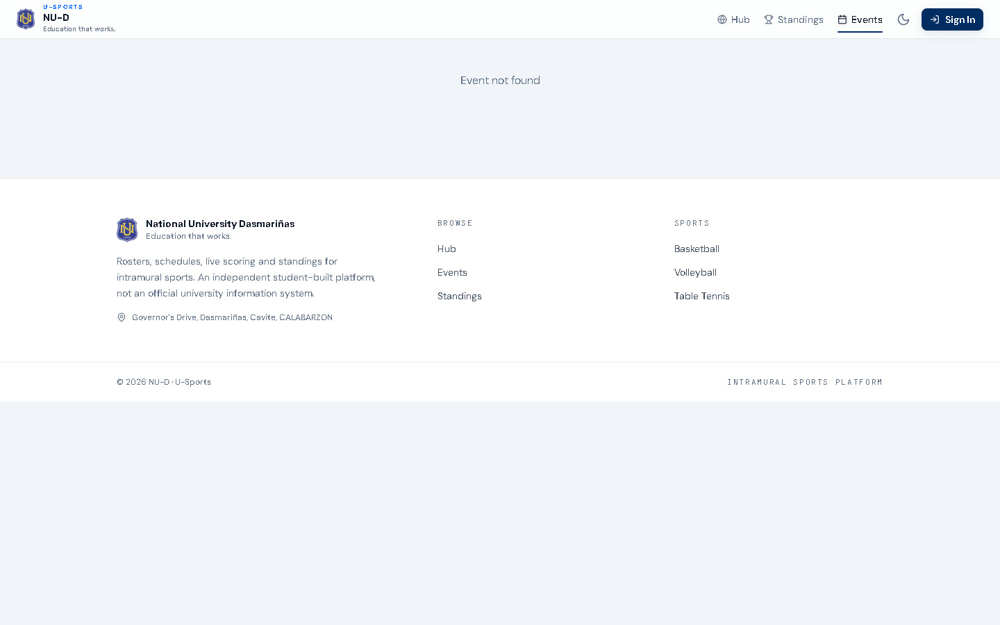 U-SPORTS
NU-D
Education that works.
Hub
Standings
Events
Sign In
Event not found
National University Dasmariñas
Education that works.
Rosters, schedules, live scoring and standings for
intramural sports. An independent student-built platform,
not an official university information system.
Governor's Drive, Dasmariñas, Cavite, CALABARZON
BROWSE
Hub
Events
Standings
SPORTS
Basketball
Volleyball
Table Tennis
© 2026 NU-D · U-Sports
INTRAMURAL SPORTS PLATFORM